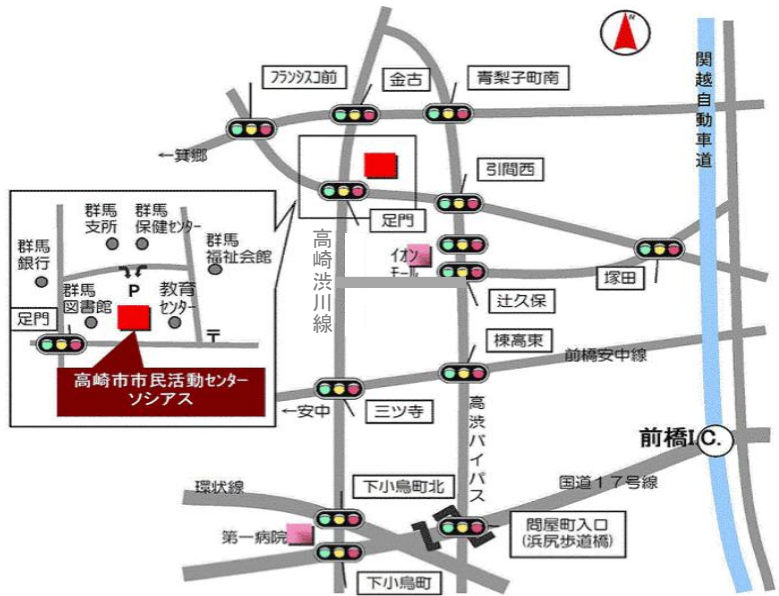 フランシスコ前
金古
青梨子町南
関越自動車道
←箕郷
引間西
足門
高崎渋川線
イオン
モール
塚田
辻久保
棟高東
前橋安中線
←安中
三ツ寺
高渋バイパス
前橋I.C.
環状線
下小鳥町北
国道17号線
第一病院
問屋町入口
(浜尻歩道橋)
下小鳥町
群馬
支所
群馬
保健センター
群馬
銀行
群馬
福祉会館
P
群馬
図書館
教育
センター
足門
〒
高崎市市民活動センター
ソシアス